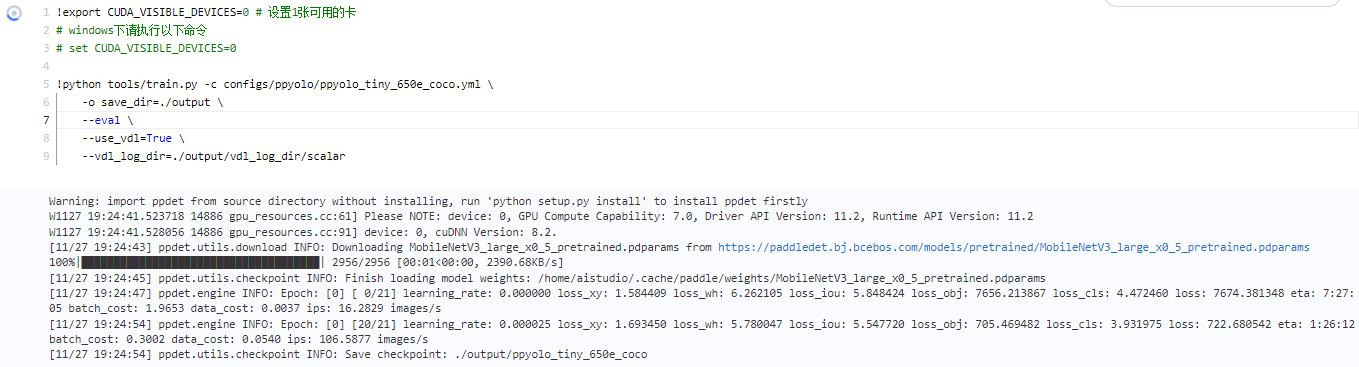 1 !export CUDA_VISIBLE_DEVICES=0 # 设置1张可用的卡
2 # windows下请执行以下命令
3 # set CUDA_VISIBLE_DEVICES=0
4
5 !python tools/train.py -c configs/ppyolo/ppyolo_tiny_650e_coco.yml \
6 -o save_dir=./output \
7 --eval \
8 --use_vdl=True \
9 --vdl_log_dir=./output/vdl_log_dir/scalar
Warning: import ppdet from source directory without installing, run 'python setup.py install' to install ppdet firstly
W1127 19:24:41.523718 14886 gpu_resources.cc:61] Please NOTE: device: 0, GPU Compute Capability: 7.0, Driver API Version: 11.2, Runtime API Version: 11.2
W1127 19:24:41.528056 14886 gpu_resources.cc:91] device: 0, cuDNN Version: 8.2.
[11/27 19:24:43] ppdet.utils.download INFO: Downloading MobileNetV3_large_x0_5_pretrained.pdparams from https://paddledet.bj.bcebos.com/models/pretrained/MobileNetV3_large_x0_5_pretrained.pdparams
100%|████████████████████████████████████| 2956/2956 [00:01<00:00, 2390.68KB/s]
[11/27 19:24:45] ppdet.utils.checkpoint INFO: Finish loading model weights: /home/aistudio/.cache/paddle/weights/MobileNetV3_large_x0_5_pretrained.pdparams
[11/27 19:24:47] ppdet.engine INFO: Epoch: [0] [ 0/21] learning_rate: 0.000000 loss_xy: 1.584409 loss_wh: 6.262105 loss_iou: 5.848424 loss_obj: 7656.213867 loss_cls: 4.472460 loss: 7674.381348 eta: 7:27:
05 batch_cost: 1.9653 data_cost: 0.0037 ips: 16.2829 images/s
[11/27 19:24:54] ppdet.engine INFO: Epoch: [0] [20/21] learning_rate: 0.000025 loss_xy: 1.693450 loss_wh: 5.780047 loss_iou: 5.547720 loss_obj: 705.469482 loss_cls: 3.931975 loss: 722.680542 eta: 1:26:12
batch_cost: 0.3002 data_cost: 0.0540 ips: 106.5877 images/s
[11/27 19:24:54] ppdet.utils.checkpoint INFO: Save checkpoint: ./output/ppyolo_tiny_650e_coco